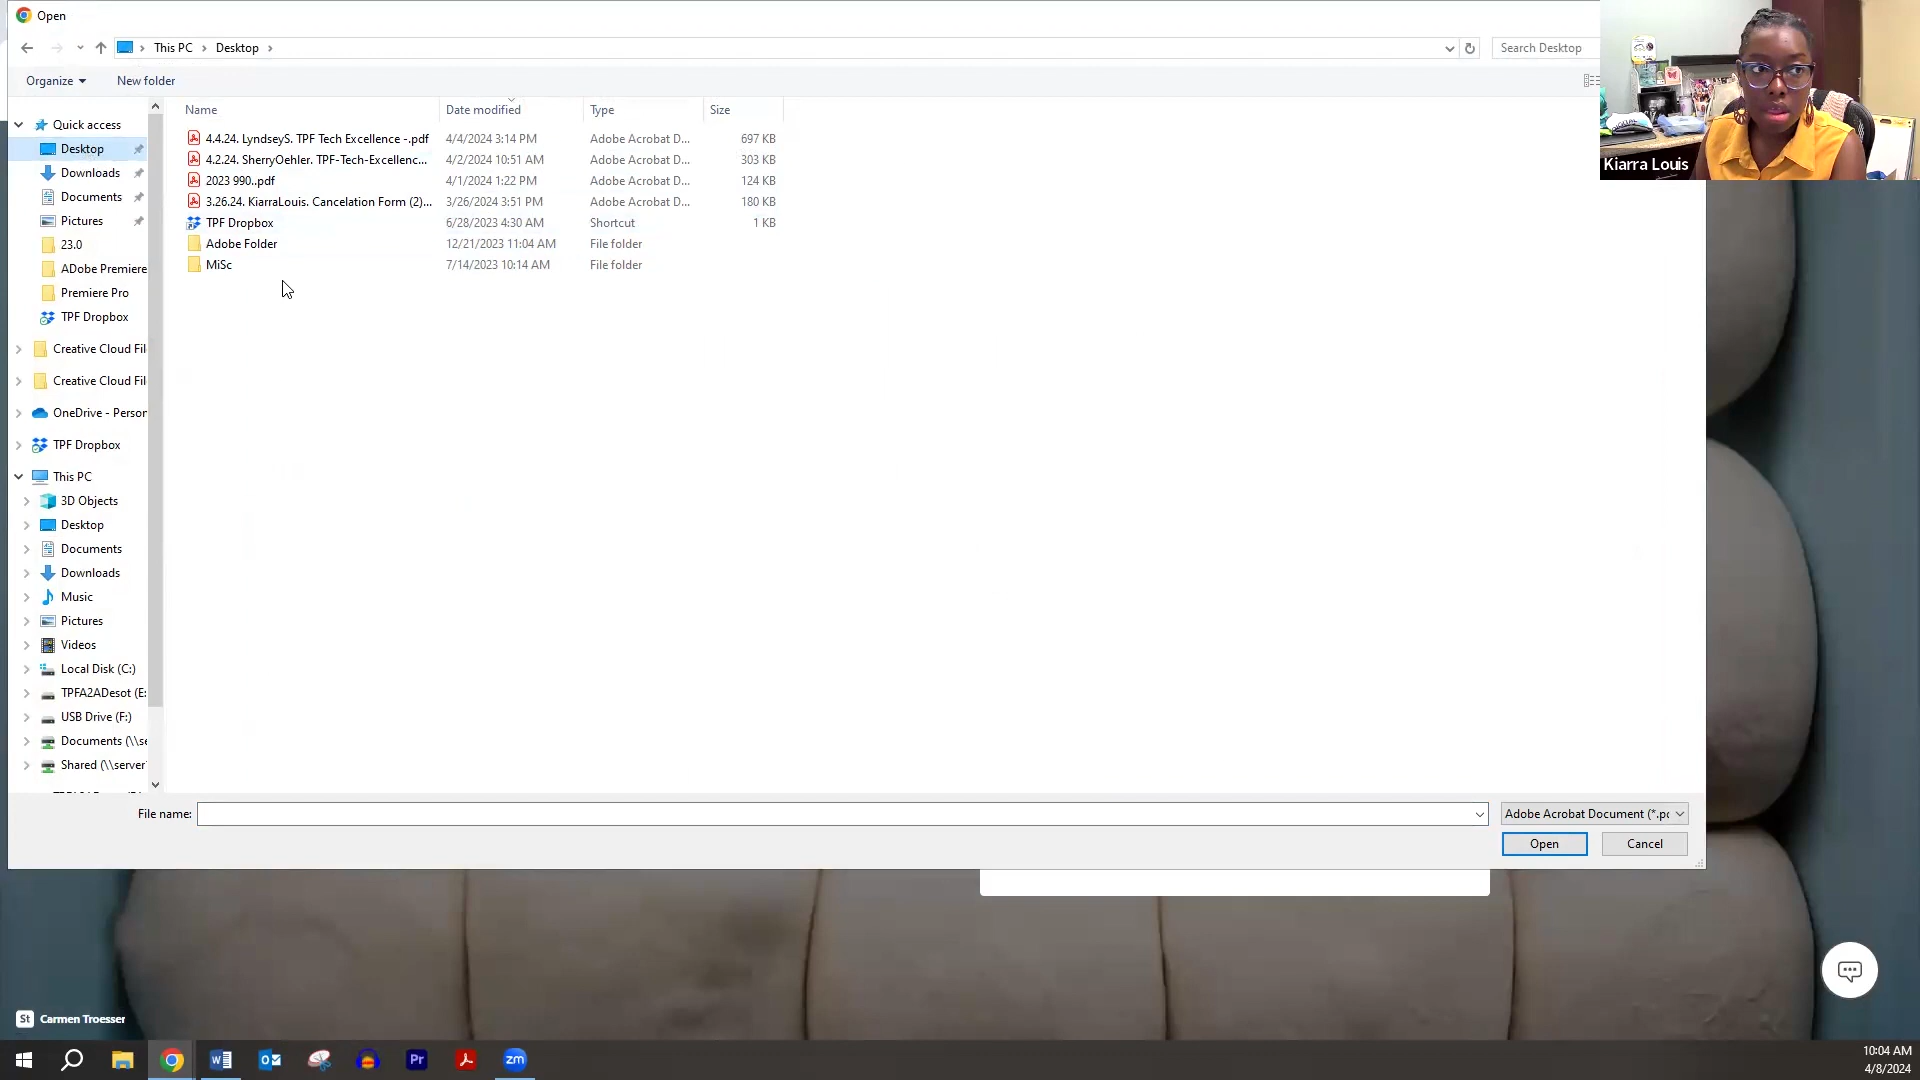 Open
This PC
Desktop
Search Desktop
Organize
New folder
Name
Date modified
Type
Size
4.4.24. LyndseyS. TPF Tech Excellence -.pdf 4/4/2024 3:14 PM Adobe Acrobat D... 697 KB
4.2.24. SherryOehler. TPF-Tech-Excellenc... 4/2/2024 10:51 AM Adobe Acrobat D... 303 KB
2023 990..pdf 4/1/2024 1:22 PM Adobe Acrobat D... 124 KB
3.26.24. KiarraLouis. Cancelation Form (2)... 3/26/2024 3:51 PM Adobe Acrobat D... 180 KB
TPF Dropbox 6/28/2023 4:30 AM Shortcut 1 KB
Adobe Folder 12/21/2023 11:04 AM File folder
MiSc 7/14/2023 10:14 AM File folder
Quick access
Desktop
Downloads
Documents
Pictures
23.0
ADobe Premiere
Premiere Pro
TPF Dropbox
Creative Cloud Fil
Creative Cloud Fil
OneDrive - Person
TPF Dropbox
This PC
3D Objects
Desktop
Documents
Downloads
Music
Pictures
Videos
Local Disk (C:)
TPFA2ADesot (E:
USB Drive (F:)
Documents (\\se
Shared (\\server
File name:
Adobe Acrobat Document (*.pc
Open
Cancel
Kiarra Louis
St Carmen Troesser
Pr
zm
10:04 AM
4/8/2024